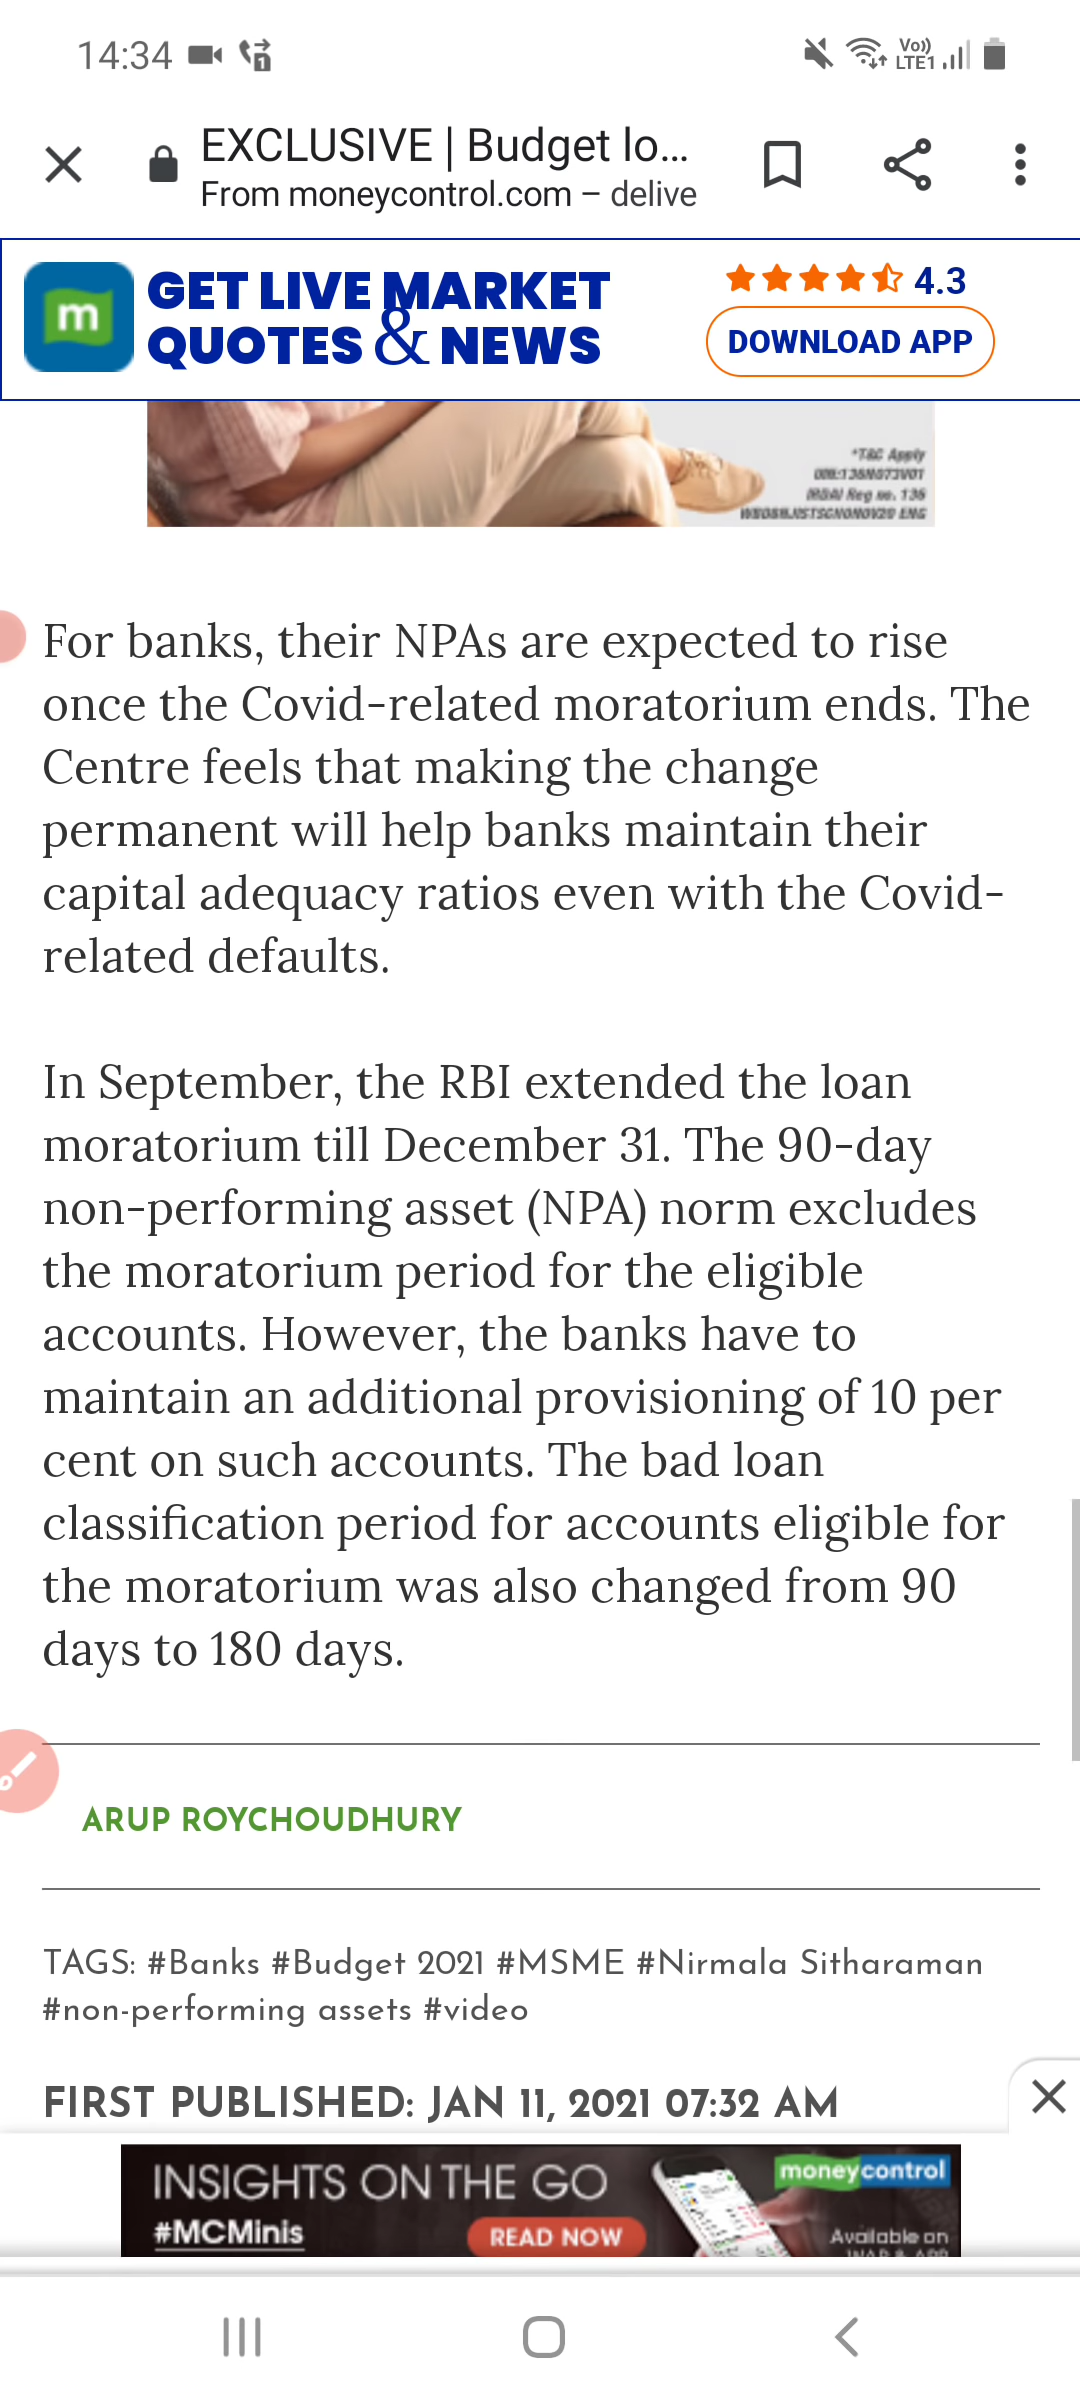 14:34
Vo))
LTE1
EXCLUSIVE | Budget lo...
From moneycontrol.com – delive
m
GET LIVE MARKET
QUOTES & NEWS
4.3
DOWNLOAD APP
*T&C Apply
Reg no. 136
ENG
For banks, their NPAs are expected to rise
once the Covid-related moratorium ends. The
Centre feels that making the change
permanent will help banks maintain their
capital adequacy ratios even with the Covid-
related defaults.
In September, the RBI extended the loan
moratorium till December 31. The 90-day
non-performing asset (NPA) norm excludes
the moratorium period for the eligible
accounts. However, the banks have to
maintain an additional provisioning of 10 per
cent on such accounts. The bad loan
classification period for accounts eligible for
the moratorium was also changed from 90
days to 180 days.
ARUP ROYCHOUDHURY
TAGS: #Banks #Budget 2021 #MSME #Nirmala Sitharaman
#non-performing assets #video
FIRST PUBLISHED: JAN 11, 2021 07:32 AM
INSIGHTS ON THE GO
moneycontrol
#MCMinis
READ NOW
Available on